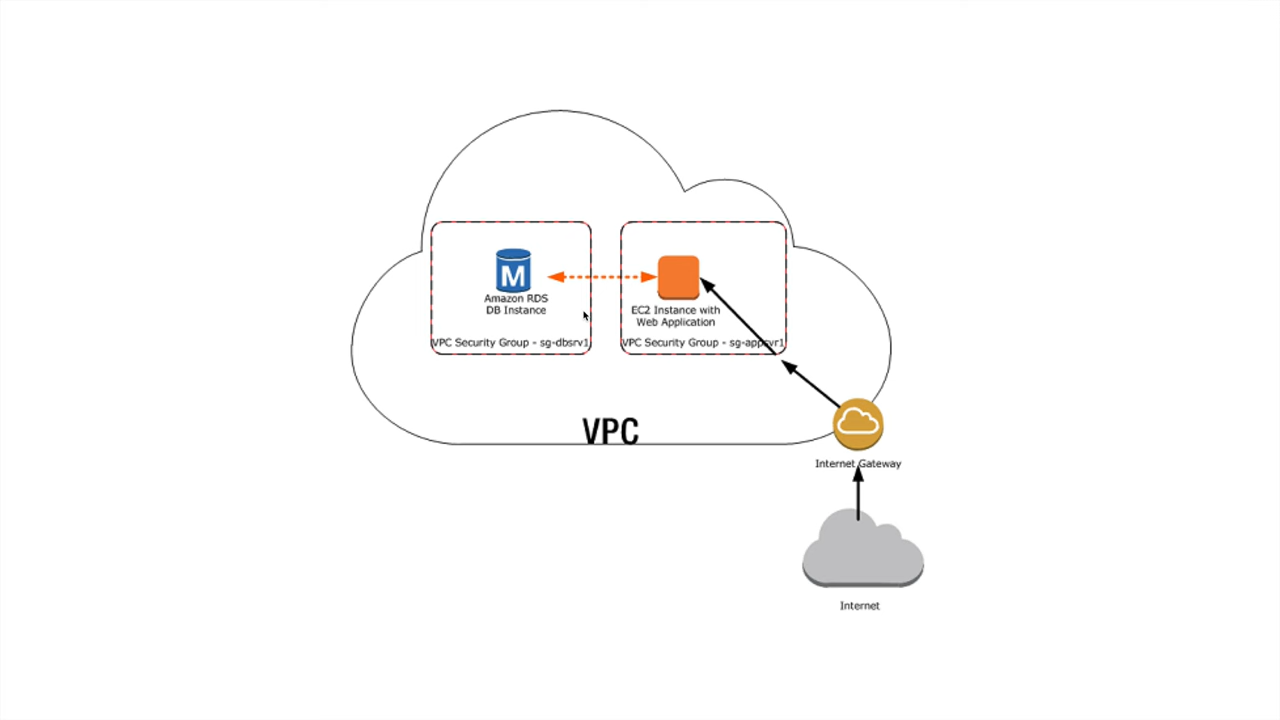 M
Amazon RDS
DB Instance
VPC Security Group - sg-dbsrv1
EC2 Instance with
Web Application
VPC Security Group - sg-appsvr1
VPC
Internet Gateway
Internet